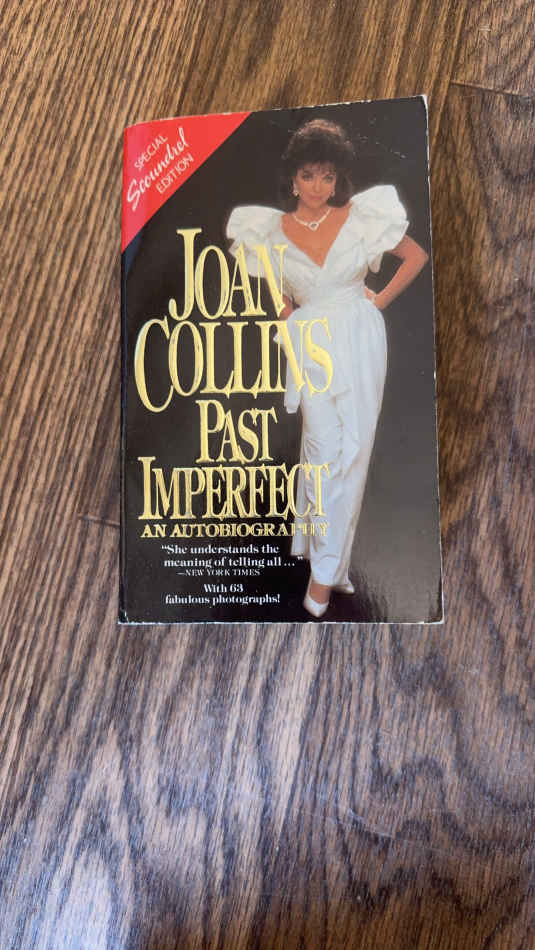 SPECIAL
Scoundrel
EDITION
JOAN
COLLINS
PAST
IMPERFECT
AN AUTOBIOGRAPHY
“She understands the
meaning of telling all...”
—NEW YORK TIMES
With 63
fabulous photographs!